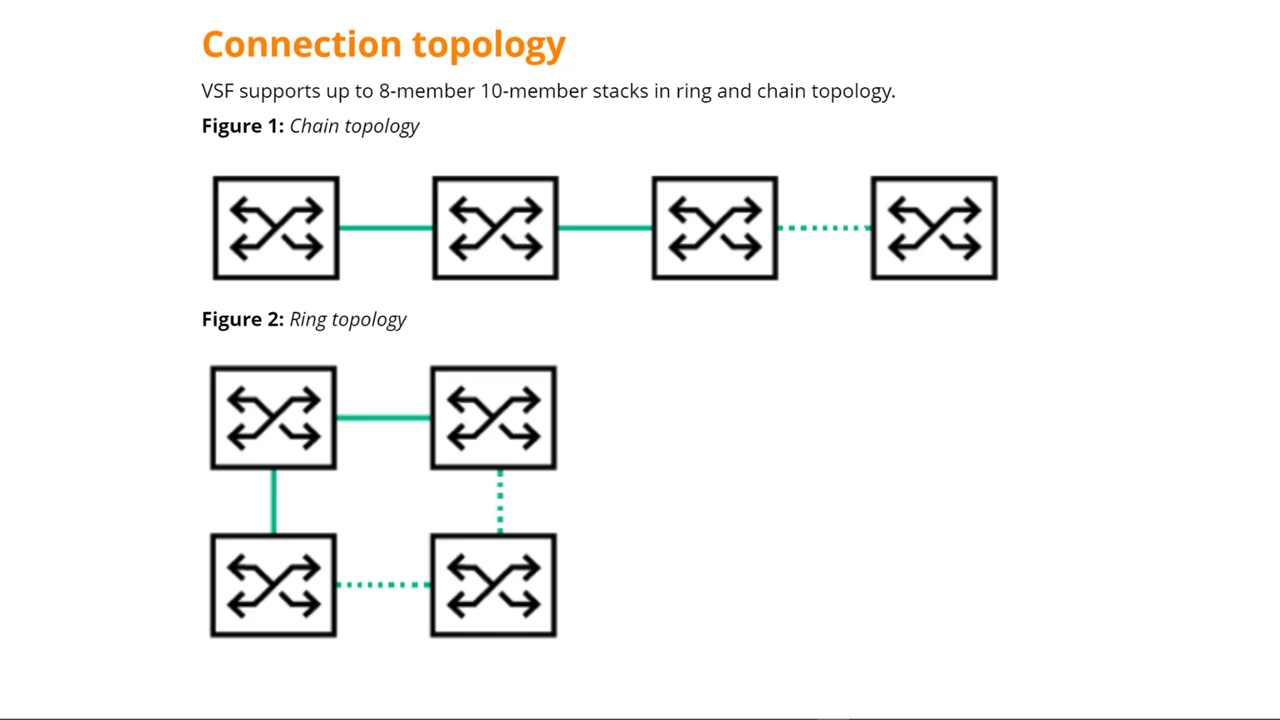 Connection topology
VSF supports up to 8-member 10-member stacks in ring and chain topology.
Figure 1: Chain topology
Figure 2: Ring topology